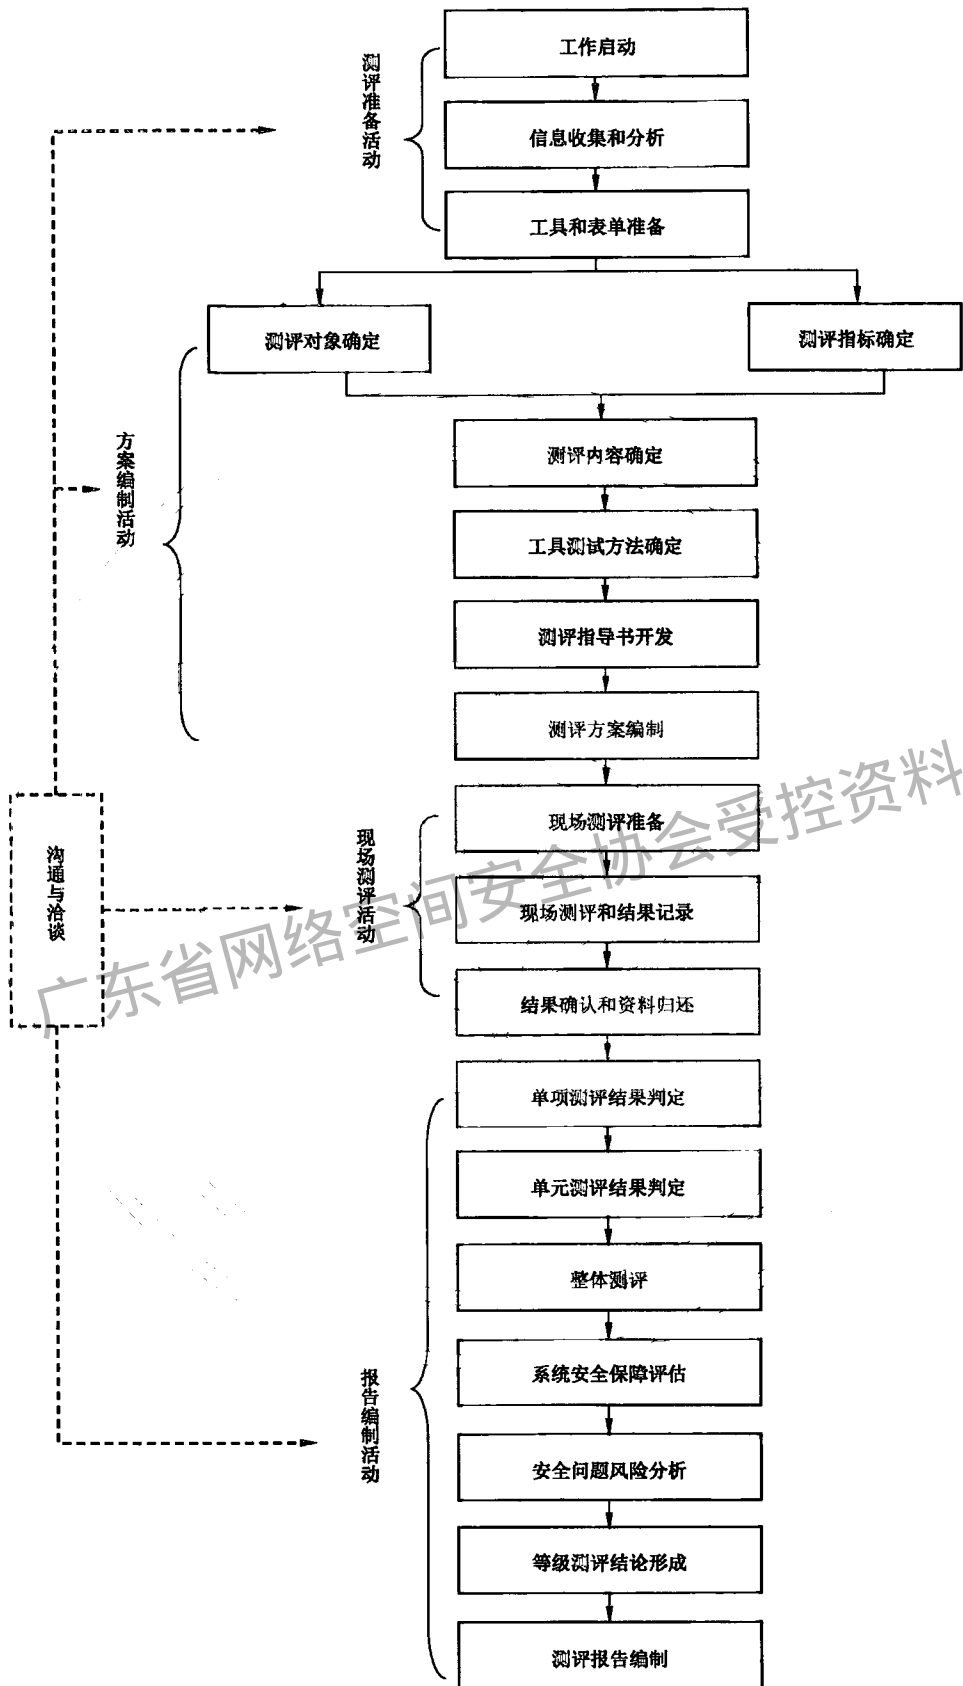 工作启动
测评准备活动
信息收集和分析
工具和表单准备
测评对象确定
测评指标确定
方案编制活动
测评内容确定
工具测试方法确定
测评指导书开发
测评方案编制
沟通与洽谈
现场测评活动
现场测评准备
现场测评和结果记录
结果确认和资料归还
广东省网络空间安全协会受控资料
单项测评结果判定
单元测评结果判定
整体测评
报告编制活动
系统安全保障评估
安全问题风险分析
等级测评结论形成
测评报告编制